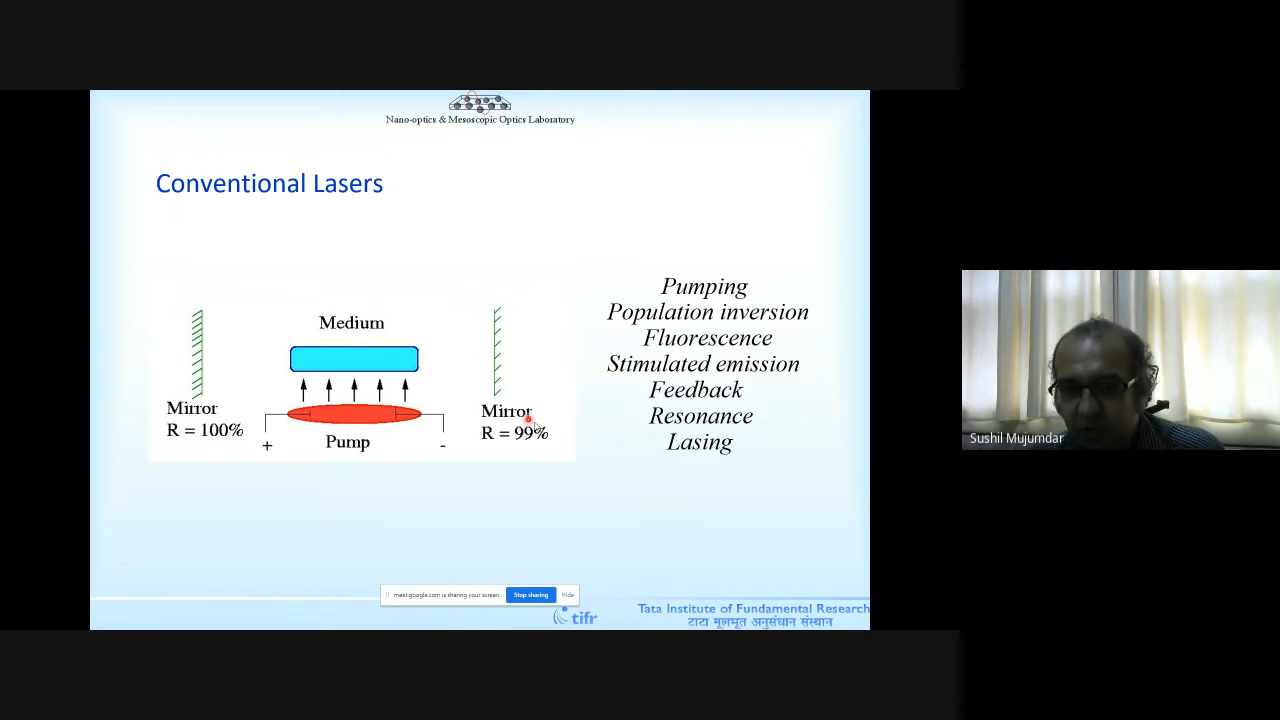 Nano-optics & Mesoscopic Optics Laboratory
Conventional Lasers
Medium
Mirror
R = 100%
+
Pump
-
Mirror
R = 99%
Pumping
Population inversion
Fluorescence
Stimulated emission
Feedback
Resonance
Lasing
Sushil Mujumdar
meet.google.com is sharing your screen.
Stop sharing
Hide
tifr
Tata Institute of Fundamental Research
टाटा मूलभूत अनुसंधान संस्थान